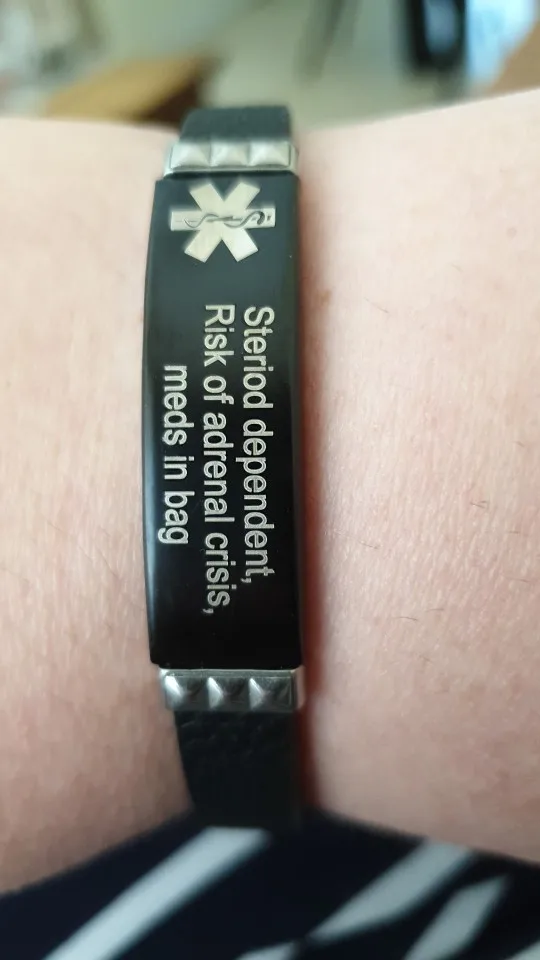 Steriod dependent,
Risk of adrenal crisis,
meds in bag